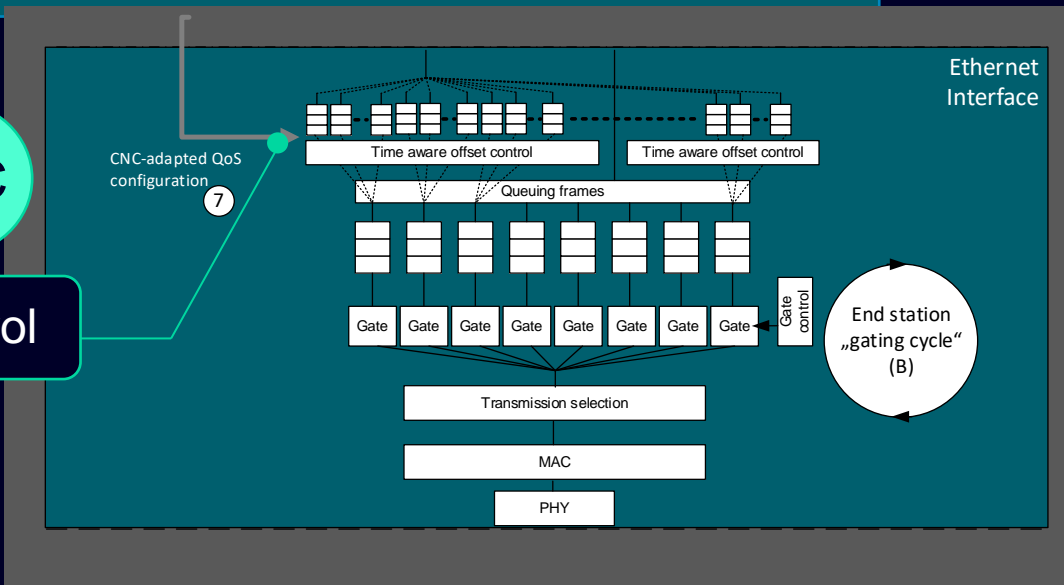 Ethernet
Interface
Time aware offset control
Time aware offset control
CNC-adapted QoS
configuration
7
Queuing frames
Gate
Gate
Gate
Gate
Gate
Gate
Gate
Gate
Gate
control
End station
„gating cycle“
(B)
ol
Transmission selection
MAC
PHY